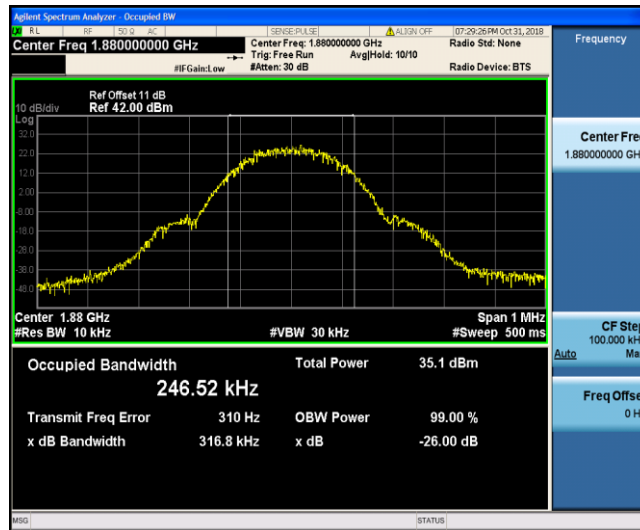 Agilent Spectrum Analyzer - Occupied BW
RL RF 50 Ω AC SENSE:PULSE ALIGN OFF 07:29:26 PM Oct 31, 2018
Center Freq 1.880000000 GHz
Center Freq: 1.880000000 GHz
Radio Std: None
Trig: Free Run Avg|Hold: 10/10
#IFGain:Low #Atten: 30 dB Radio Device: BTS
Ref Offset 11 dB
10 dB/div Ref 42.00 dBm
Log
32.0
22.0
12.0
2.00
-8.00
-18.0
-28.0
-38.0
-48.0
Center 1.88 GHz Span 1 MHz
#Res BW 10 kHz #VBW 30 kHz #Sweep 500 ms
Occupied Bandwidth Total Power 35.1 dBm
246.52 kHz
Transmit Freq Error 310 Hz OBW Power 99.00 %
x dB Bandwidth 316.8 kHz x dB -26.00 dB
MSG STATUS
Frequency
Center Fre
1.880000000 GH
CF Ste
100.000 kH
Auto Ma
Freq Offse
0 H